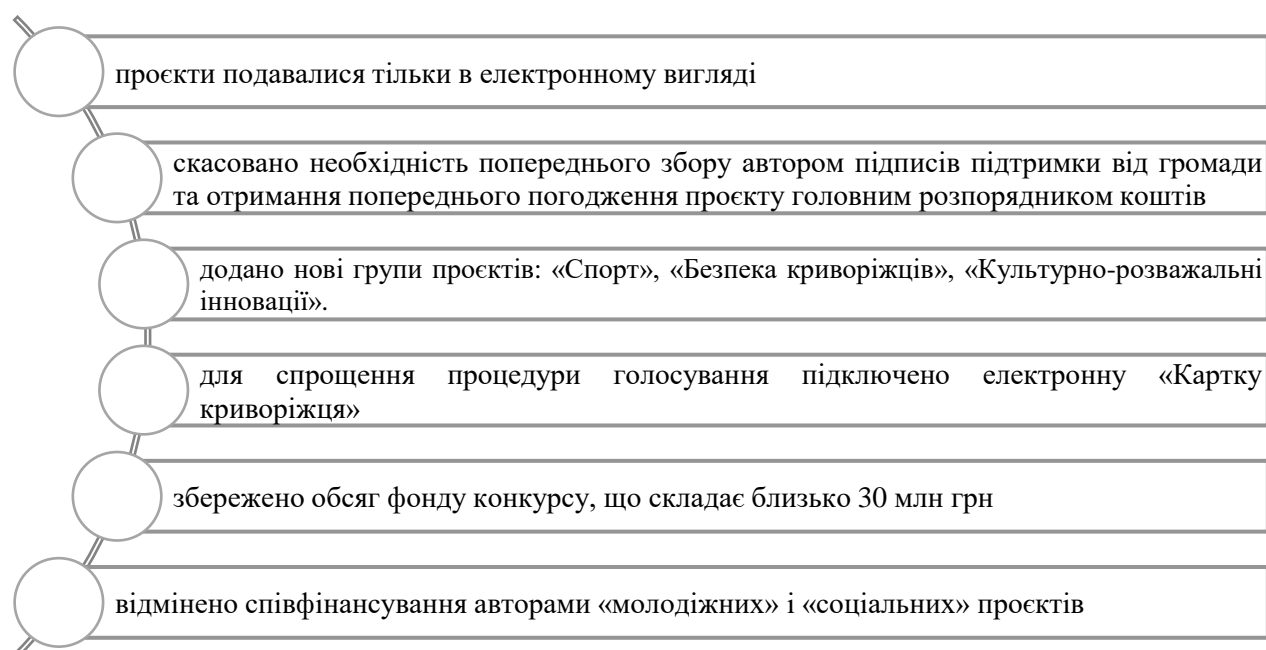 проєкти подавалися тільки в електронному вигляді
скасовано необхідність попереднього збору автором підписів підтримки від громади
та отримання попереднього погодження проєкту головним розпорядником коштів
додано нові групи проєктів: «Спорт», «Безпека криворіжців», «Культурно-розважальні
інновації».
для спрощення процедури голосування підключено електронну «Картку
криворіжця»
збережено обсяг фонду конкурсу, що складає близько 30 млн грн
відмінено співфінансування авторами «молодіжних» і «соціальних» проєктів